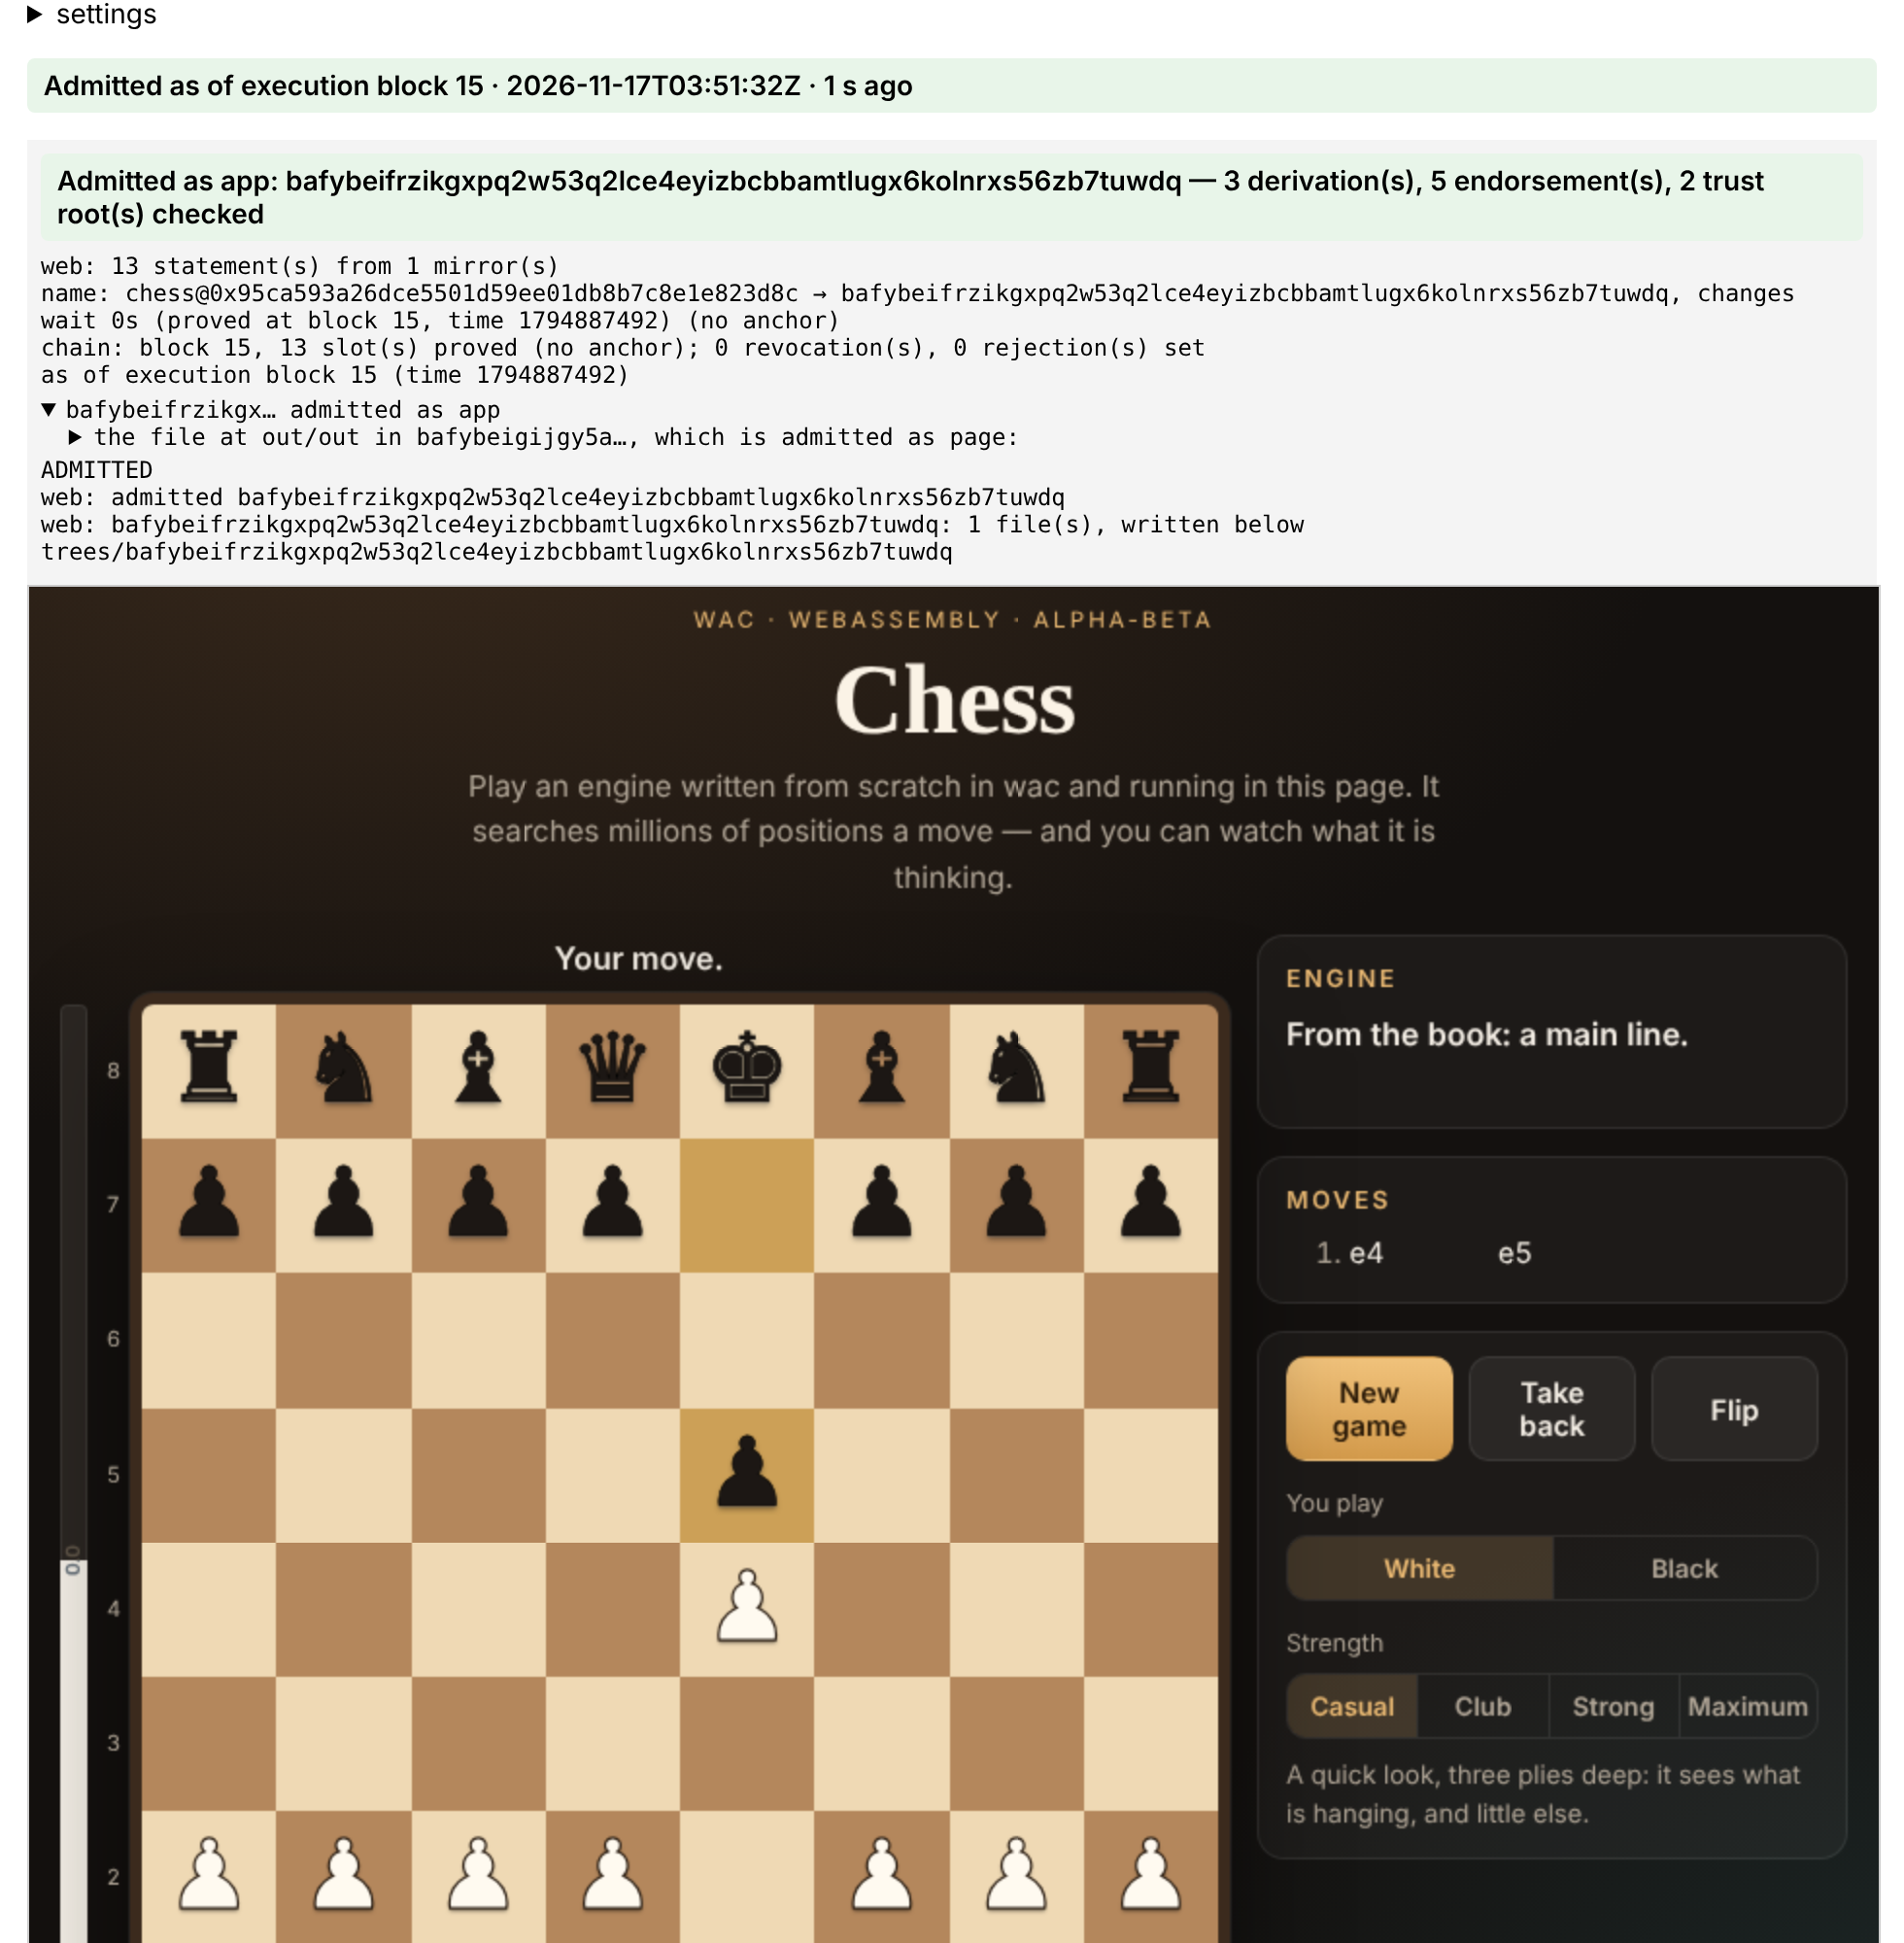 settings
Admitted as of execution block 15 · 2026-11-17T03:51:32Z · 1 s ago
Admitted as app: bafybeifrzikgxpq2w53q2lce4eyizbcbbamtlugx6kolnrxs56zb7tuwdq — 3 derivation(s), 5 endorsement(s), 2 trust
root(s) checked
web: 13 statement(s) from 1 mirror(s)
name: chess@0x95ca593a26dce5501d59ee01db8b7c8e1e823d8c → bafybeifrzikgxpq2w53q2lce4eyizbcbbamtlugx6kolnrxs56zb7tuwdq, changes
wait 0s (proved at block 15, time 1794887492) (no anchor)
chain: block 15, 13 slot(s) proved (no anchor); 0 revocation(s), 0 rejection(s) set
as of execution block 15 (time 1794887492)
bafybeifrzikgx… admitted as app
the file at out/out in bafybeigijgy5a…, which is admitted as page:
ADMITTED
web: admitted bafybeifrzikgxpq2w53q2lce4eyizbcbbamtlugx6kolnrxs56zb7tuwdq
web: bafybeifrzikgxpq2w53q2lce4eyizbcbbamtlugx6kolnrxs56zb7tuwdq: 1 file(s), written below
trees/bafybeifrzikgxpq2w53q2lce4eyizbcbbamtlugx6kolnrxs56zb7tuwdq
WAC · WEBASSEMBLY · ALPHA-BETA
Chess
Play an engine written from scratch in wac and running in this page. It
searches millions of positions a move — and you can watch what it is
thinking.
Your move.
8
7
6
5
4
3
2
0.0
ENGINE
From the book: a main line.
MOVES
1. e4 e5
New game
Take back
Flip
You play
White Black
Strength
Casual Club Strong Maximum
A quick look, three plies deep: it sees what
is hanging, and little else.